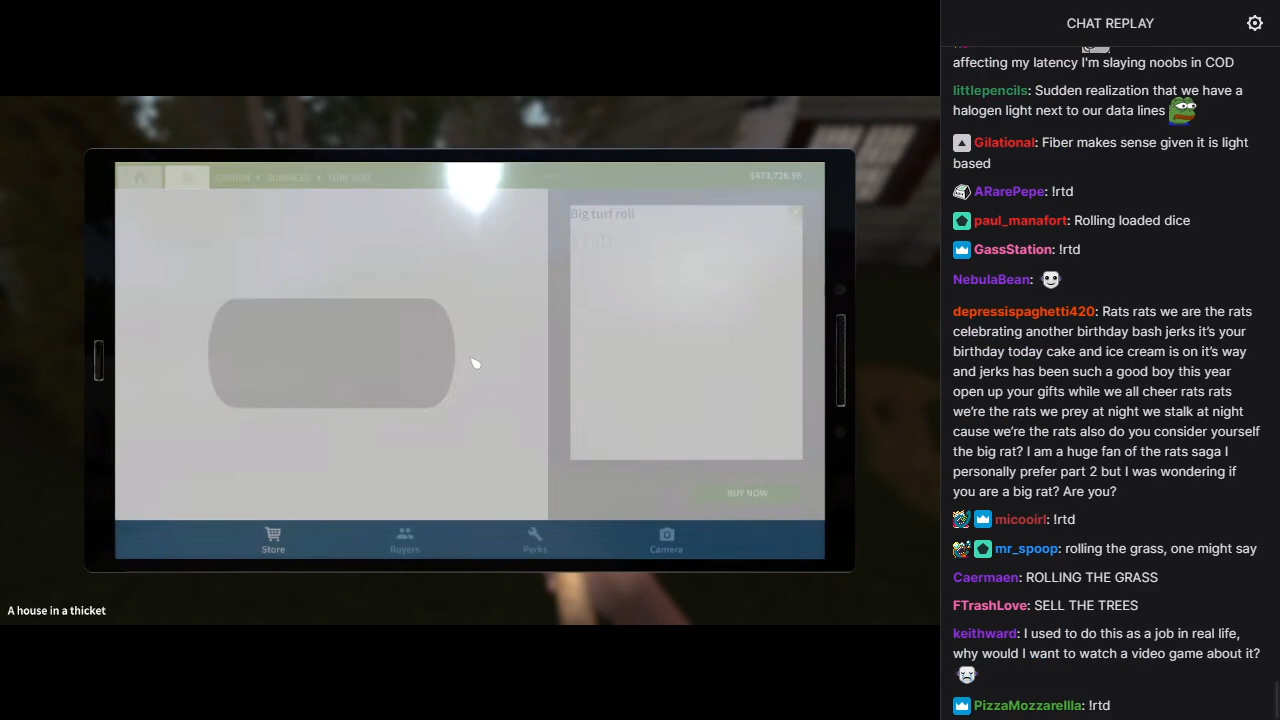 CHAT REPLAY
affecting my latency I'm slaying noobs in COD
littlepencils: Sudden realization that we have a
halogen light next to our data lines
Gilational: Fiber makes sense given it is light
based
ARarePepe: !rtd
paul_manafort: Rolling loaded dice
GassStation: !rtd
NebulaBean:
depressispaghetti420: Rats rats we are the rats
celebrating another birthday bash jerks it's your
birthday today cake and ice cream is on it's way
and jerks has been such a good boy this year
open up your gifts while we all cheer rats rats
we're the rats we prey at night we stalk at night
cause we're the rats also do you consider yourself
the big rat? I am a huge fan of the rats saga I
personally prefer part 2 but I was wondering if
you are a big rat? Are you?
micooirl: !rtd
mr_spoop: rolling the grass, one might say
Caermaen: ROLLING THE GRASS
FTrashLove: SELL THE TREES
keithward: I used to do this as a job in real life,
why would I want to watch a video game about it?
PizzaMozzarellla: !rtd
GARDEN < SURFACES >
$473,726.96
Big turf roll
BUY NOW
Store
Buyers
Perks
Camera
A house in a thicket